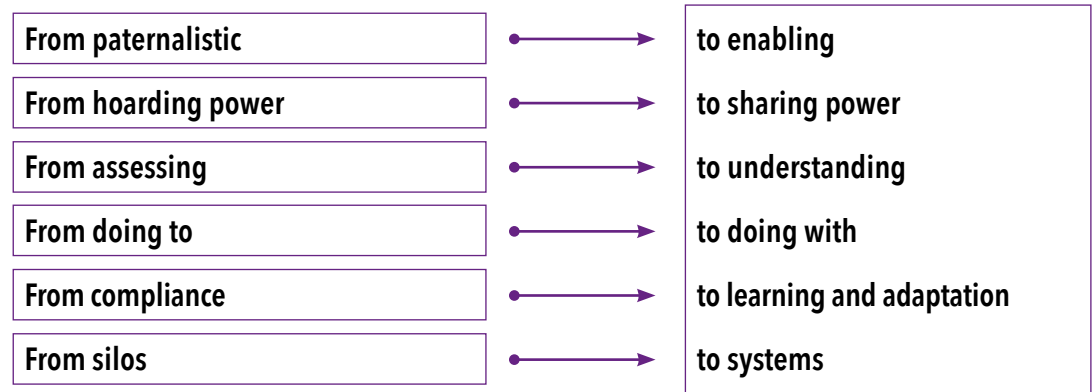 From paternalistic to enabling
From hoarding power to sharing power
From assessing to understanding
From doing to to doing with
From compliance to learning and adaptation
From silos to systems